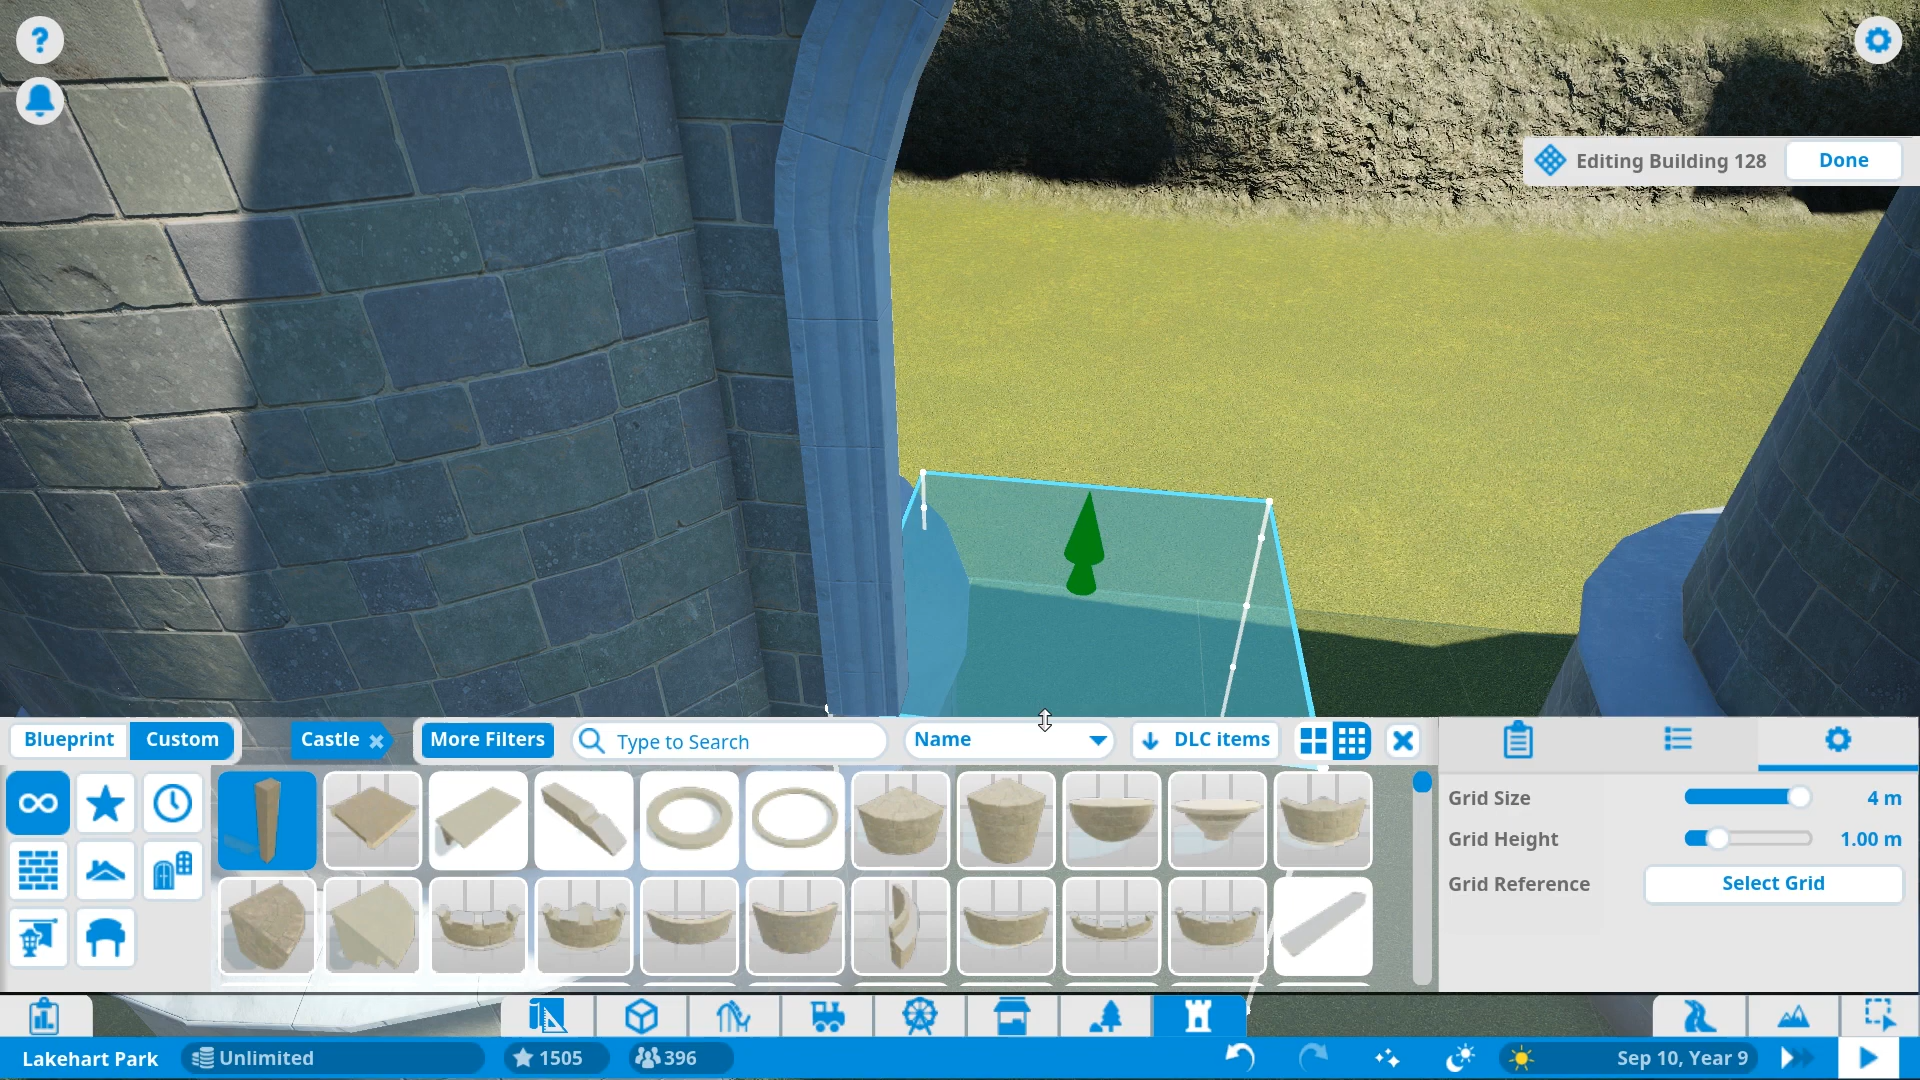 ?
Editing Building 128 Done
Blueprint Custom Castle More Filters Type to Search Name DLC items
Grid Size 4 m
Grid Height 1.00 m
Grid Reference Select Grid
Lakehart Park Unlimited 1505 396 Sep 10, Year 9